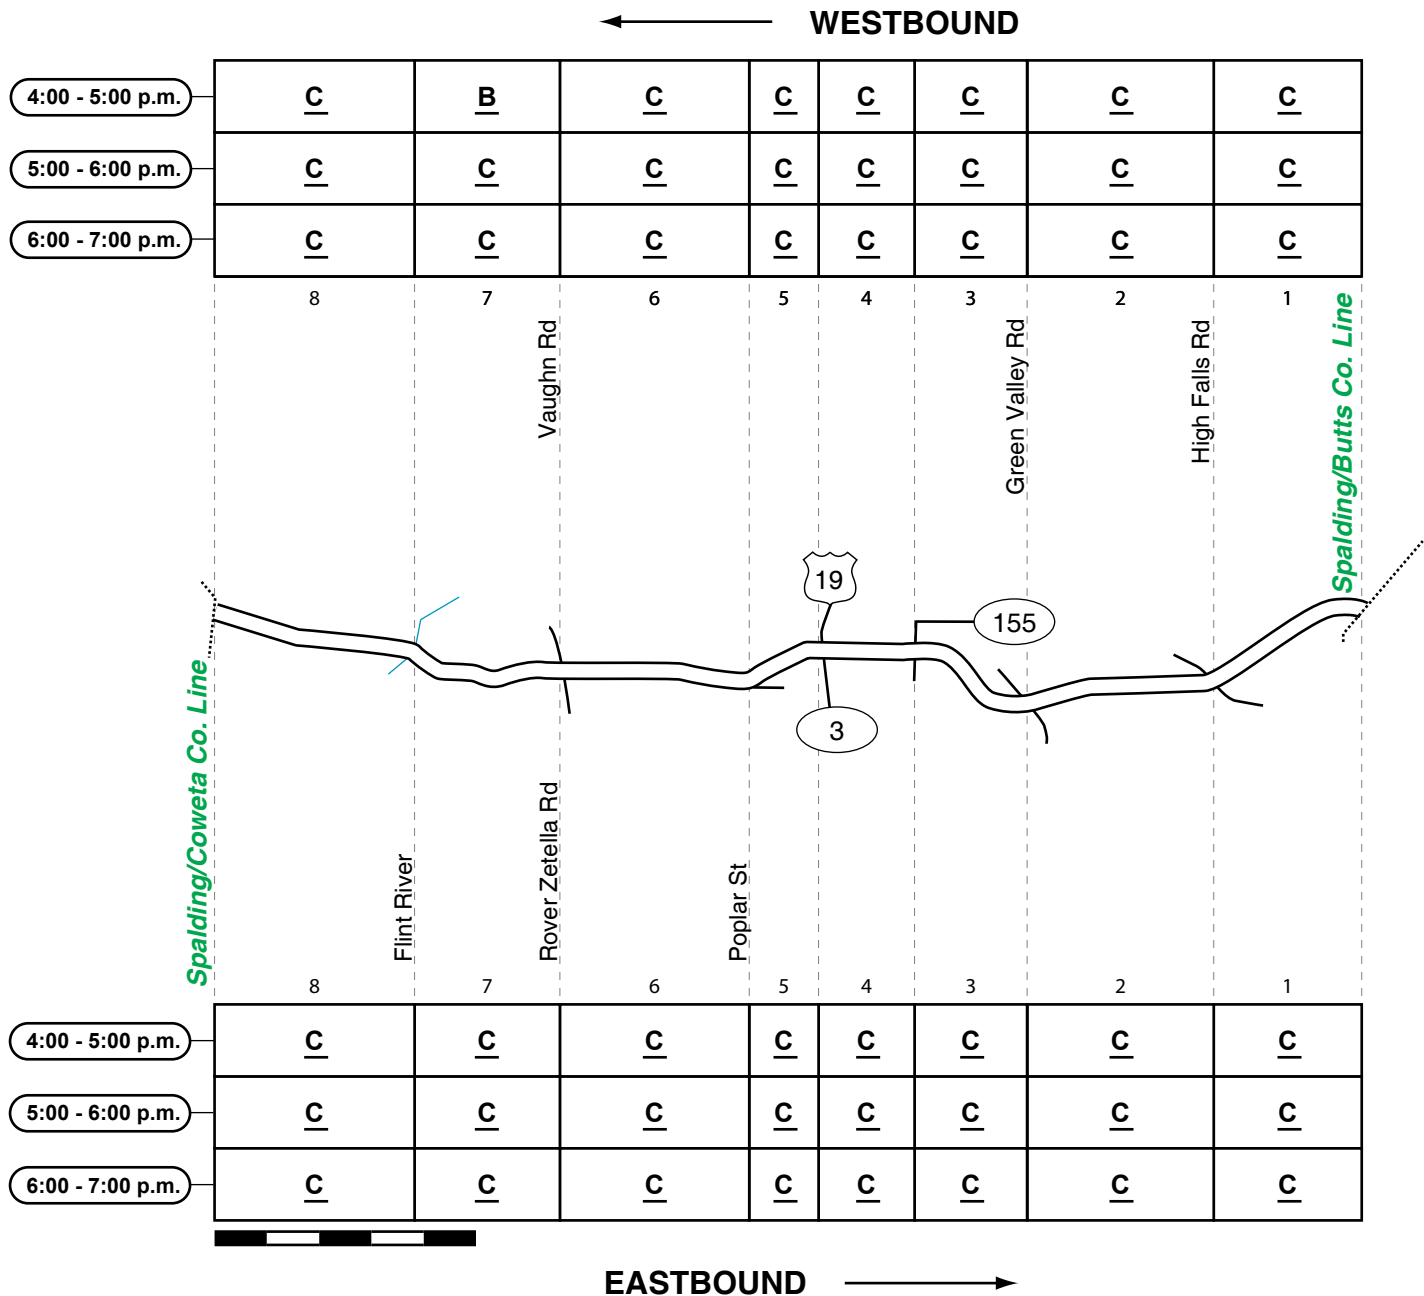 WESTBOUND
4:00 - 5:00 p.m. C B C C C C C C
5:00 - 6:00 p.m. C C C C C C C C
6:00 - 7:00 p.m. C C C C C C C C
8 7 6 5 4 3 2 1
Vaughn Rd
Green Valley Rd
High Falls Rd
Spalding/Butts Co. Line
19
155
3
Spalding/Coweta Co. Line
Flint River
Rover Zetella Rd
Poplar St
8 7 6 5 4 3 2 1
4:00 - 5:00 p.m. C C C C C C C C
5:00 - 6:00 p.m. C C C C C C C C
6:00 - 7:00 p.m. C C C C C C C C
EASTBOUND